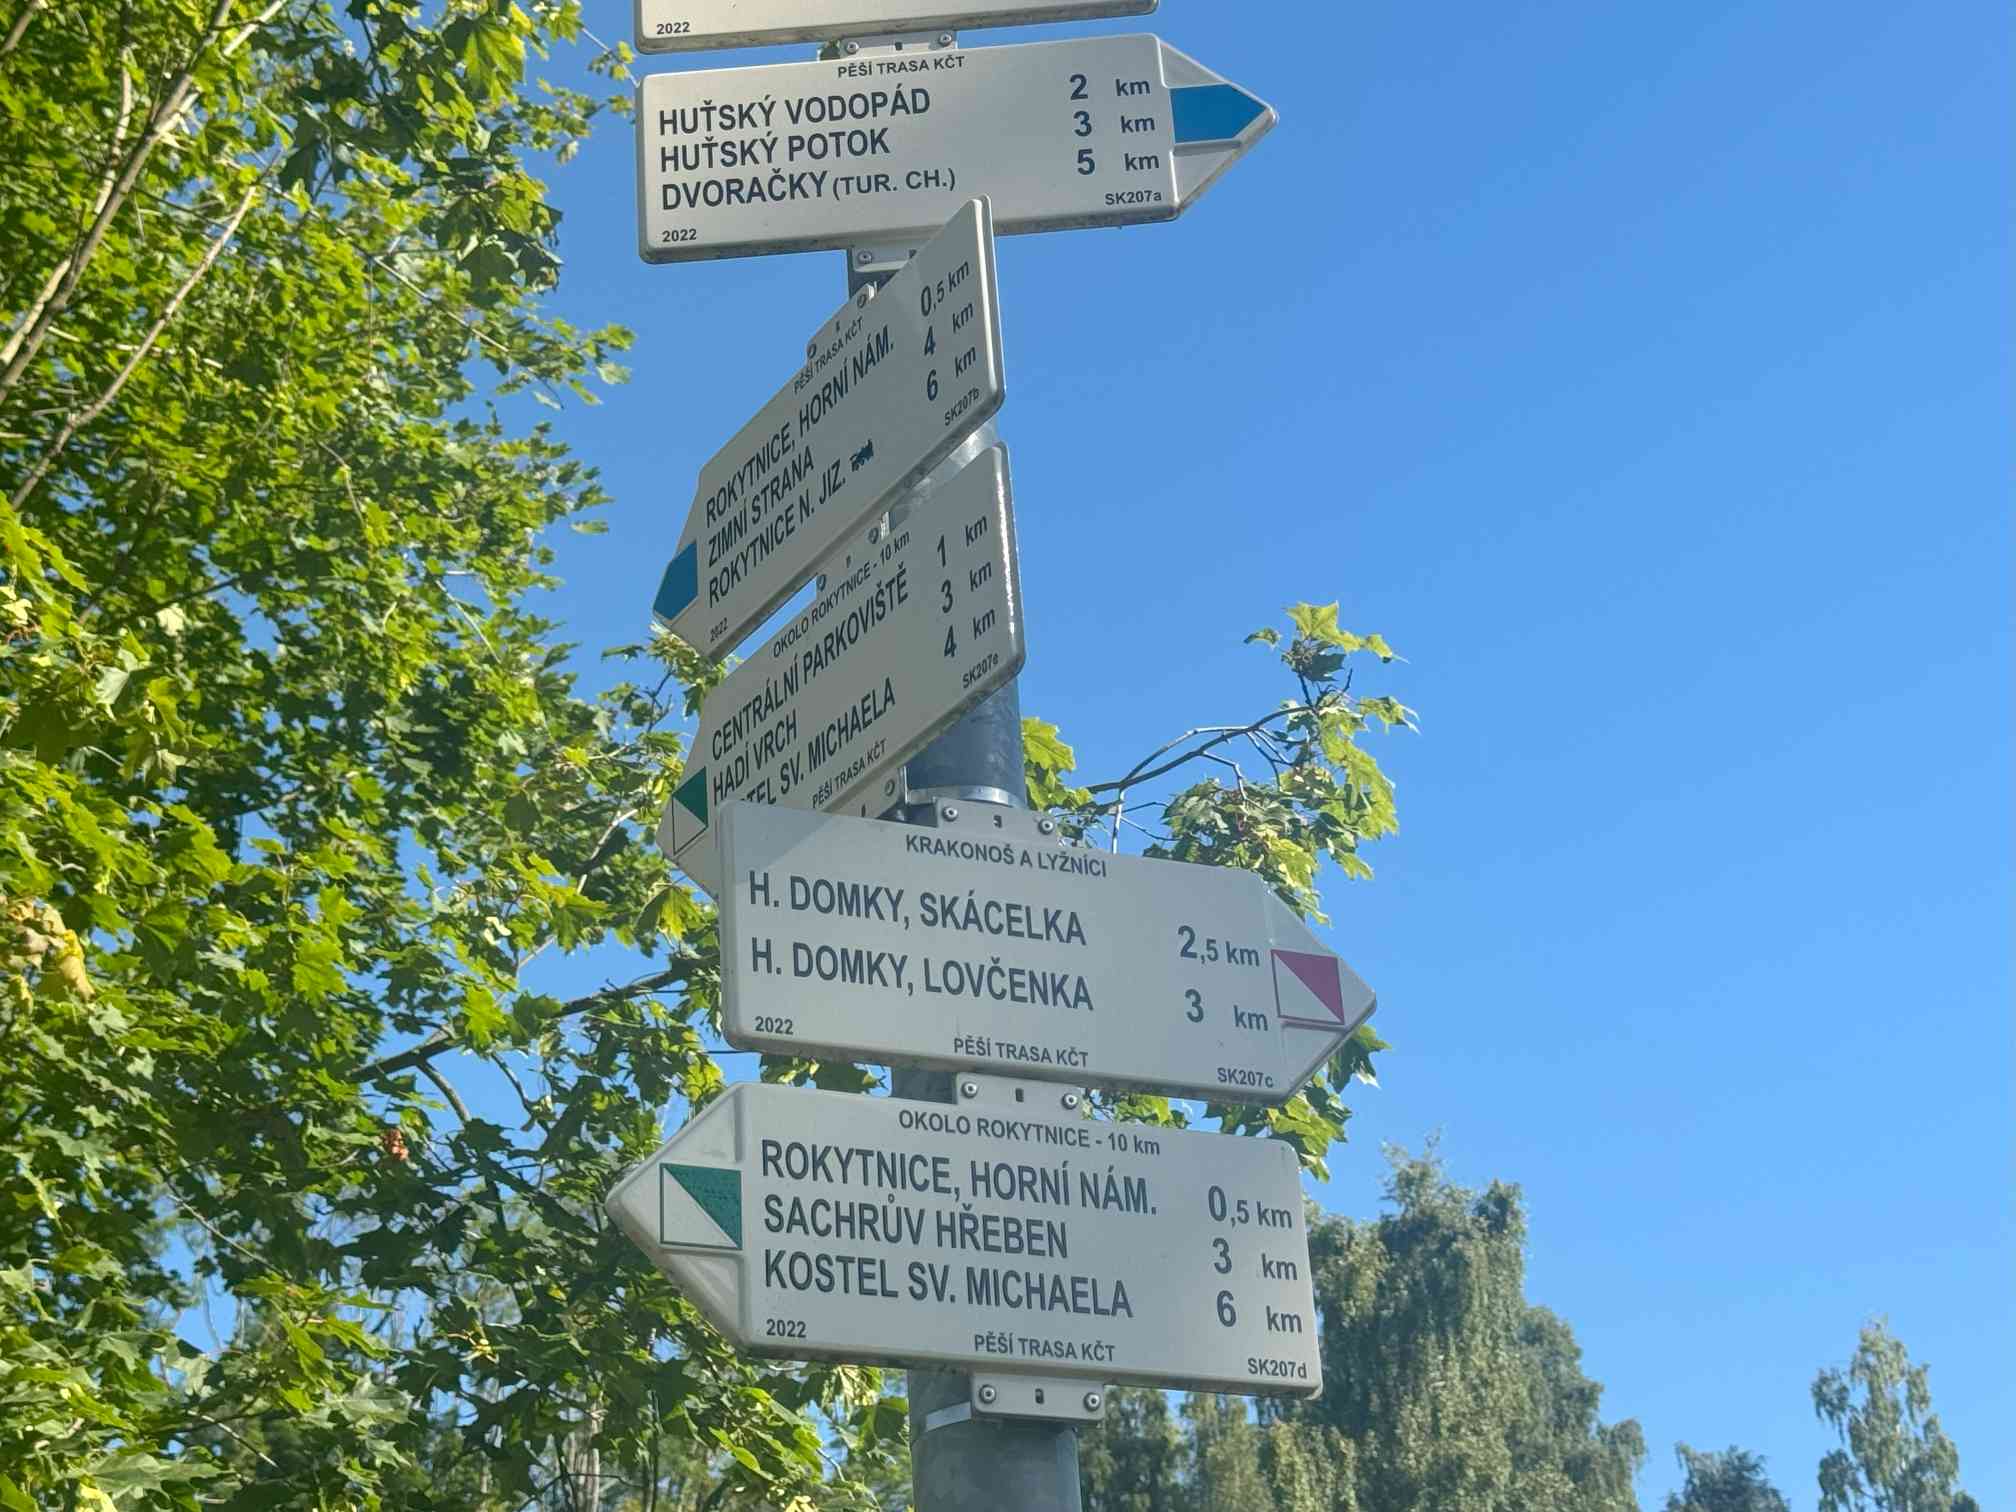 2022
PĚŠÍ TRASA KČT
HUŤSKÝ VODOPÁD 2 km
HUŤSKÝ POTOK 3 km
DVORAČKY (TUR. CH.) 5 km
2022 SK207a
PĚŠÍ TRASA KČT
ROKYTNICE, HORNÍ NÁM. 0,5 km
ZIMNÍ STRANA 4 km
ROKYTNICE N. JIZ. 6 km
2022 SK207b
OKOLO ROKYTNICE - 10 km
CENTRÁLNÍ PARKOVIŠTĚ 1 km
HADÍ VRCH 3 km
SV. MICHAELA 4 km
PĚŠÍ TRASA KČT SK207e
KRAKONOŠ A LYŽNÍCI
H. DOMKY, SKÁCELKA 2,5 km
H. DOMKY, LOVČENKA 3 km
2022 PĚŠÍ TRASA KČT SK207c
OKOLO ROKYTNICE - 10 km
ROKYTNICE, HORNÍ NÁM. 0,5 km
SACHRŮV HŘEBEN 3 km
KOSTEL SV. MICHAELA 6 km
2022 PĚŠÍ TRASA KČT SK207d